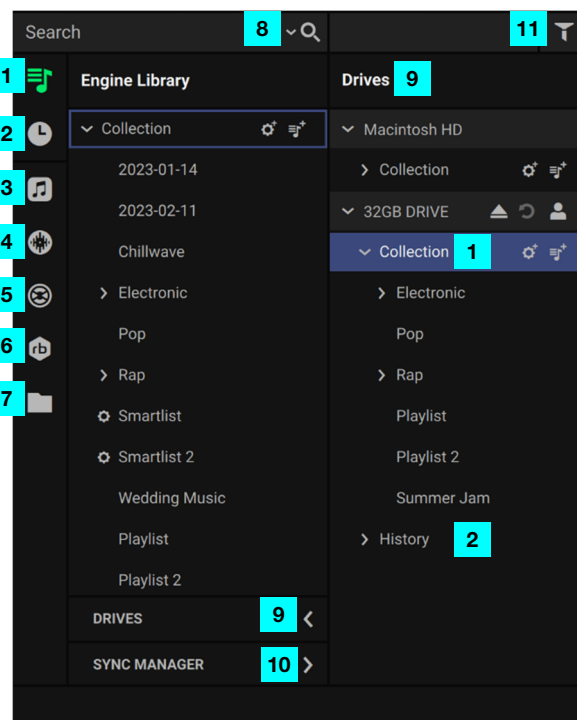 Search 8 11
1 Engine Library
2
3
4
5
6 rb
7
Collection
2023-01-14
2023-02-11
Chillwave
Electronic
Pop
Rap
Smartlist
Smartlist 2
Wedding Music
Playlist
Playlist 2
DRIVES 9
SYNC MANAGER 10
Drives 9
Macintosh HD
Collection
32GB DRIVE
Collection 1
Electronic
Pop
Rap
Playlist
Playlist 2
Summer Jam
History 2